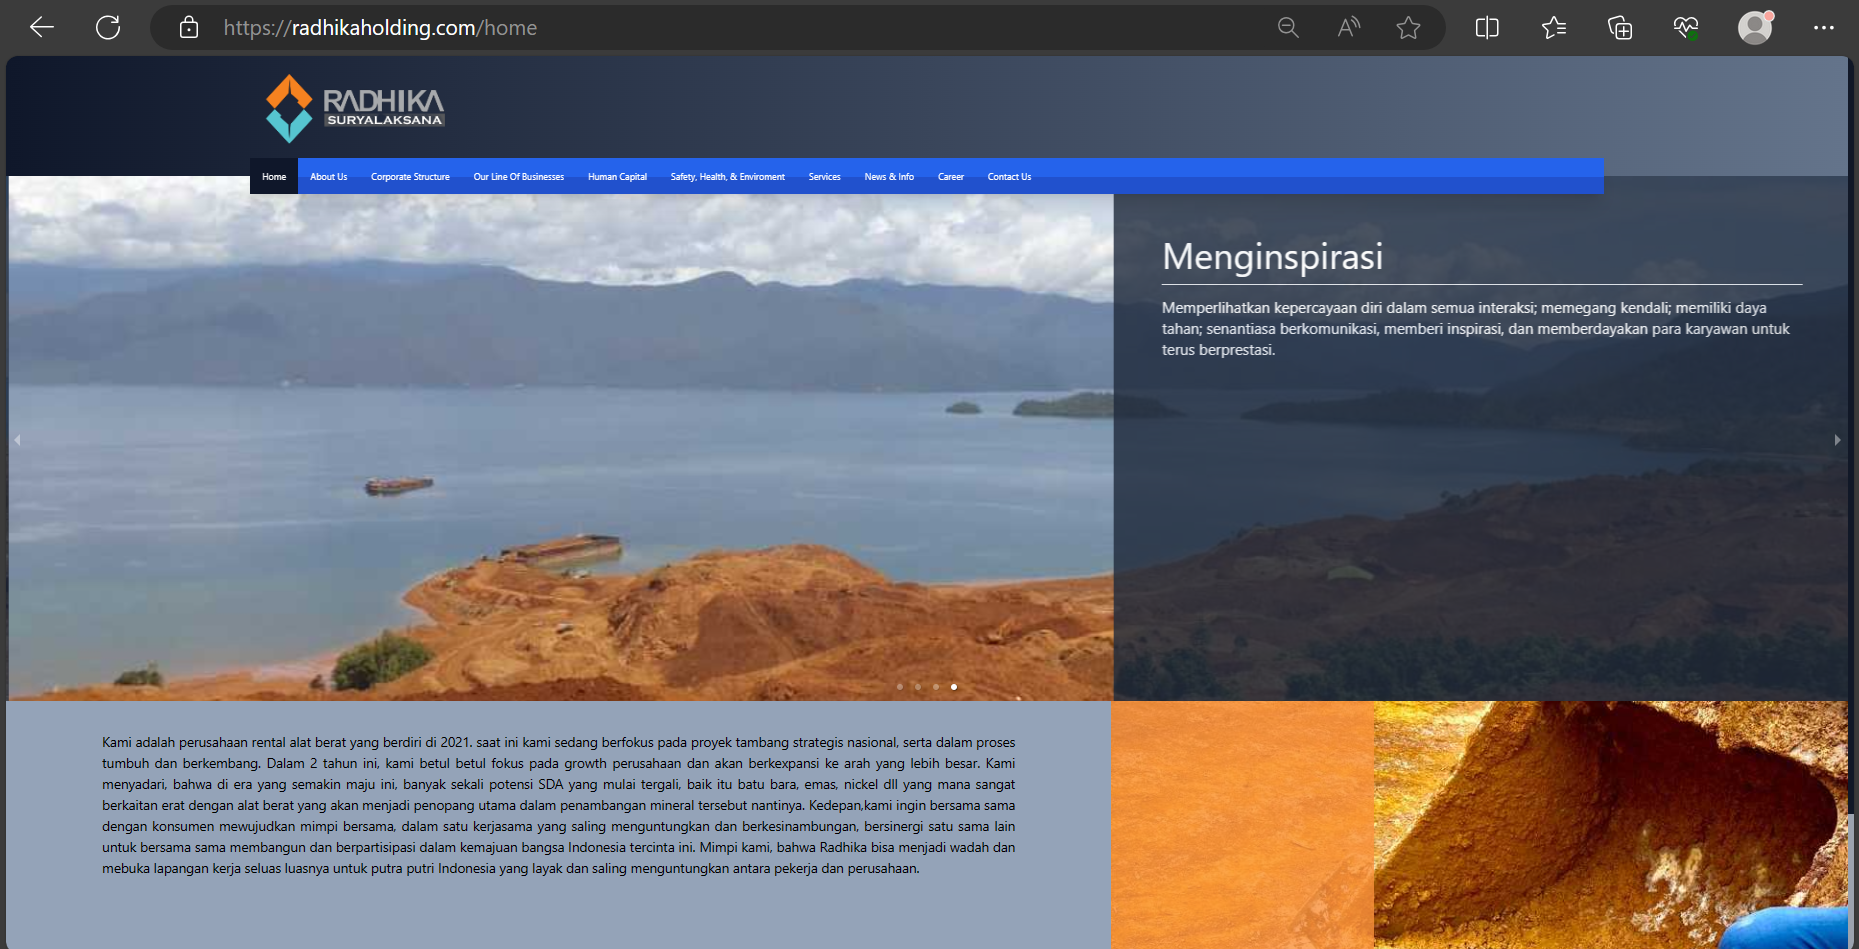 https://radhikaholding.com/home
RADHIKA
SURYALAKSANA
Home About Us Corporate Structure Our Line Of Businesses Human Capital Safety, Health, & Enviroment Services News & Info Career Contact Us
Menginspirasi
Memperlihatkan kepercayaan diri dalam semua interaksi; memegang kendali; memiliki daya
tahan; senantiasa berkomunikasi, memberi inspirasi, dan memberdayakan para karyawan untuk
terus berprestasi.
Kami adalah perusahaan rental alat berat yang berdiri di 2021. saat ini kami sedang berfokus pada proyek tambang strategis nasional, serta dalam proses
tumbuh dan berkembang. Dalam 2 tahun ini, kami betul betul fokus pada growth perusahaan dan akan berkexpansi ke arah yang lebih besar. Kami
menyadari, bahwa di era yang semakin maju ini, banyak sekali potensi SDA yang mulai tergali, baik itu batu bara, emas, nickel dll yang mana sangat
berkaitan erat dengan alat berat yang akan menjadi penopang utama dalam penambangan mineral tersebut nantinya. Kedepan,kami ingin bersama sama
dengan konsumen mewujudkan mimpi bersama, dalam satu kerjasama yang saling menguntungkan dan berkesinambungan, bersinergi satu sama lain
untuk bersama sama membangun dan berpartisipasi dalam kemajuan bangsa Indonesia tercinta ini. Mimpi kami, bahwa Radhika bisa menjadi wadah dan
mebuka lapangan kerja seluas luasnya untuk putra putri Indonesia yang layak dan saling menguntungkan antara pekerja dan perusahaan.